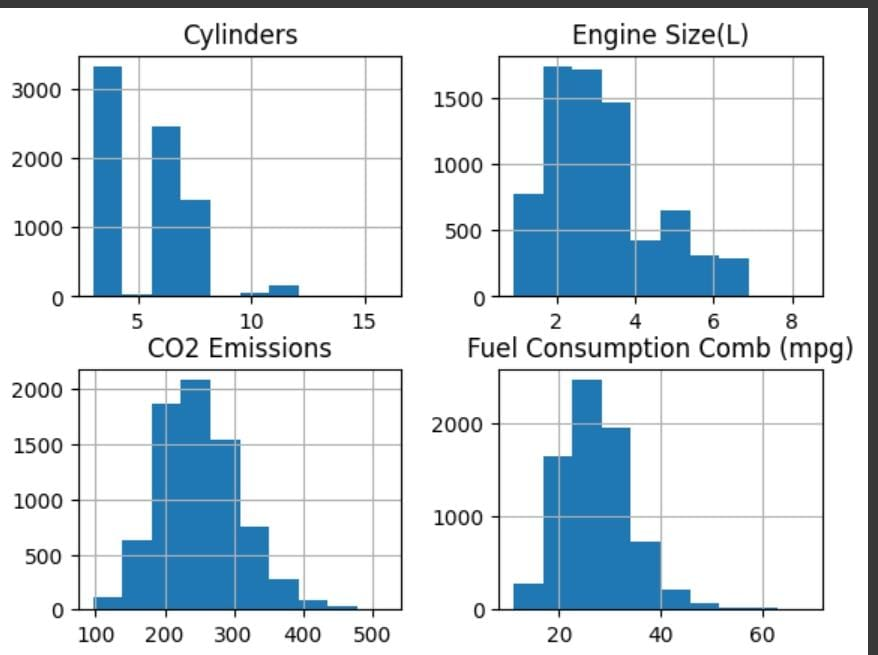 Cylinders
3000
2000
1000
0
5 10 15
Engine Size(L)
1500
1000
500
0
2 4 6 8
CO2 Emissions
2000
1500
1000
500
0
100 200 300 400 500
Fuel Consumption Comb (mpg)
2000
1000
0
20 40 60